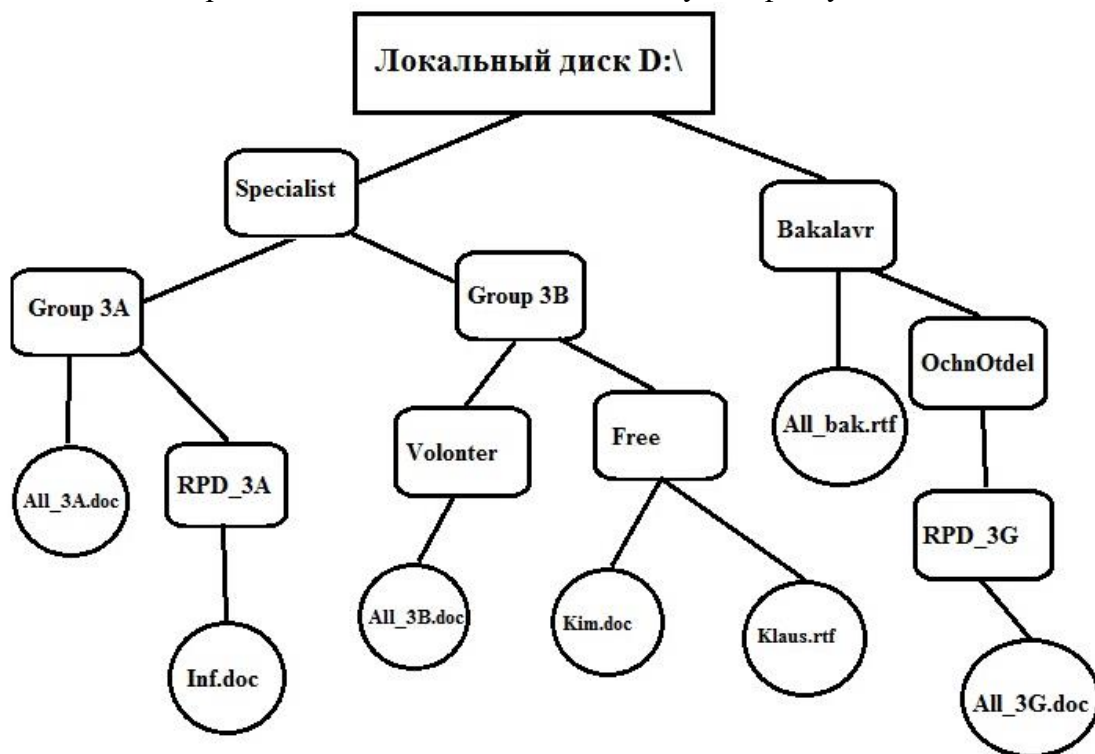 Локальный диск D:\
Specialist
Bakalavr
Group 3A
Group 3B
OchnOtdel
All_bak.rtf
Volonter
Free
RPD_3A
All_3A.doc
RPD_3G
All_3B.doc
Kim.doc
Klaus.rtf
Inf.doc
All_3G.doc